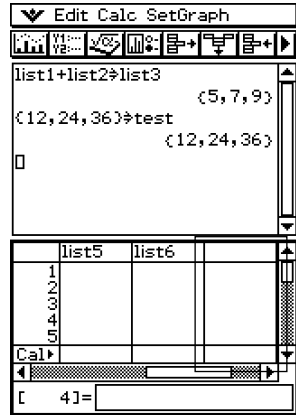 Edit Calc SetGraph
list1+list2⇒list3
{5,7,9}
{12,24,36}⇒test
{12,24,36}
list5 list6
1
2
3
4
5
Cal▶
[ 4]=